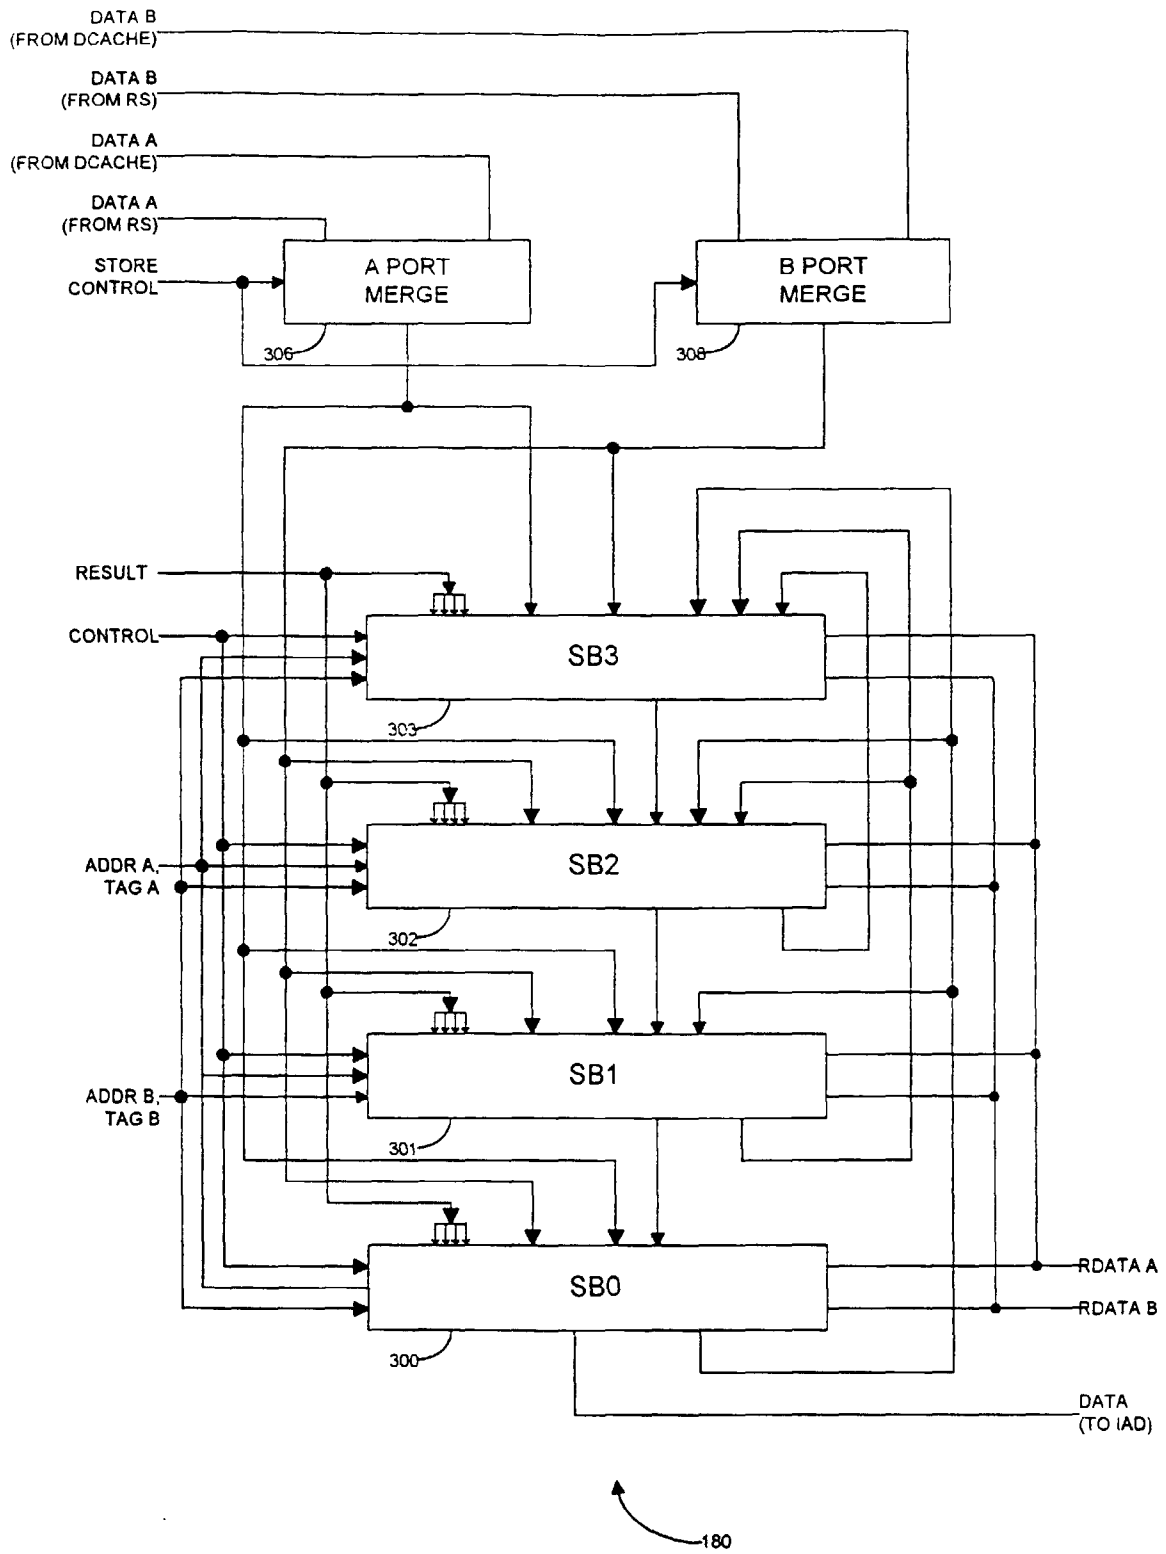 DATA B
(FROM DCACHE)
DATA B
(FROM RS)
DATA A
(FROM DCACHE)
DATA A
(FROM RS)
STORE
CONTROL
A PORT
MERGE
B PORT
MERGE
306
308
RESULT
CONTROL
SB3
303
ADDR A,
TAG A
SB2
302
ADDR B,
TAG B
SB1
301
SB0
300
RDATA A
RDATA B
DATA
(TO IAD)
180